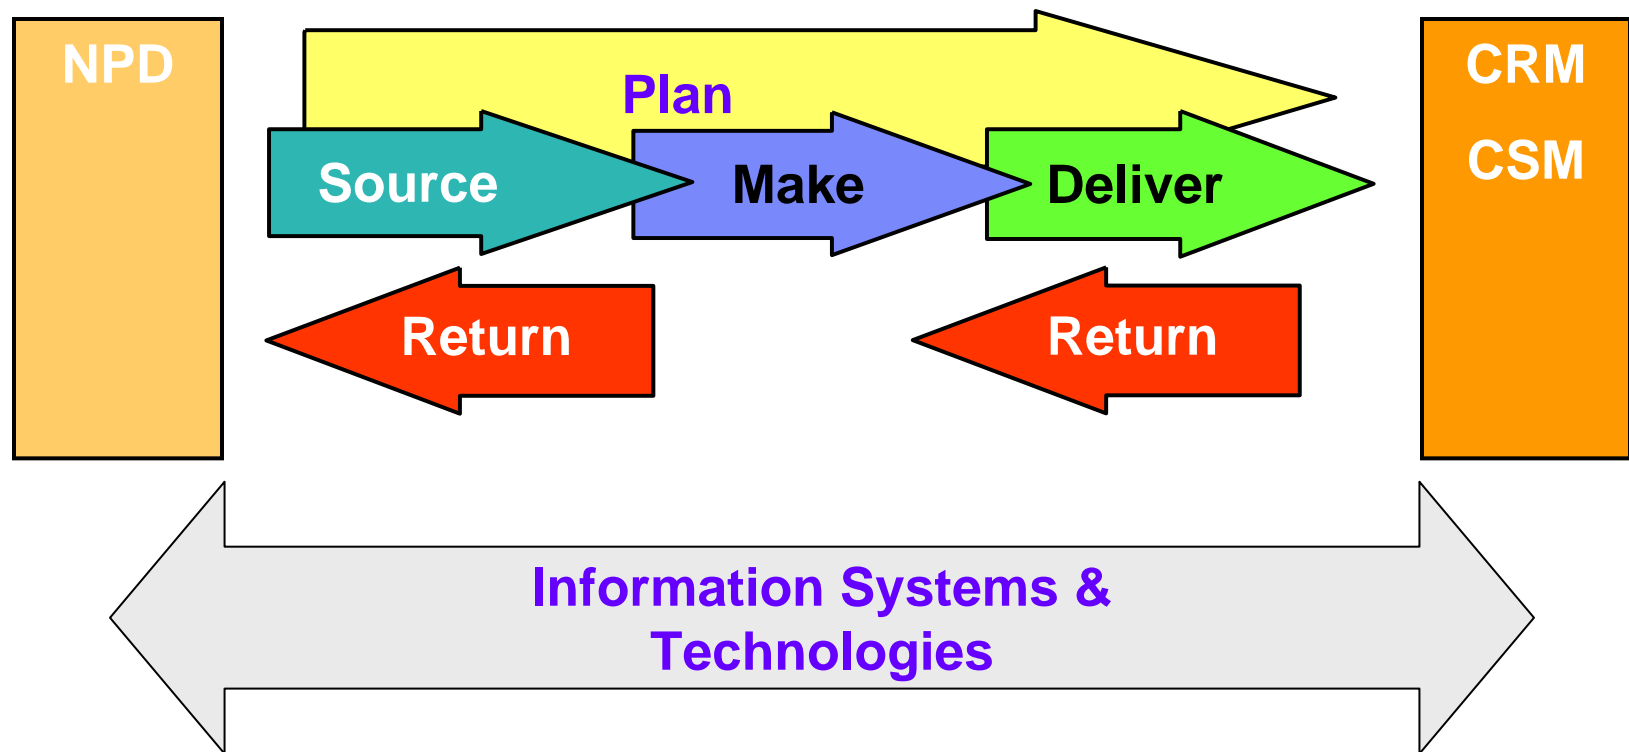 NPD
Plan
CRM
CSM
Source
Make
Deliver
Return
Return
Information Systems &
Technologies